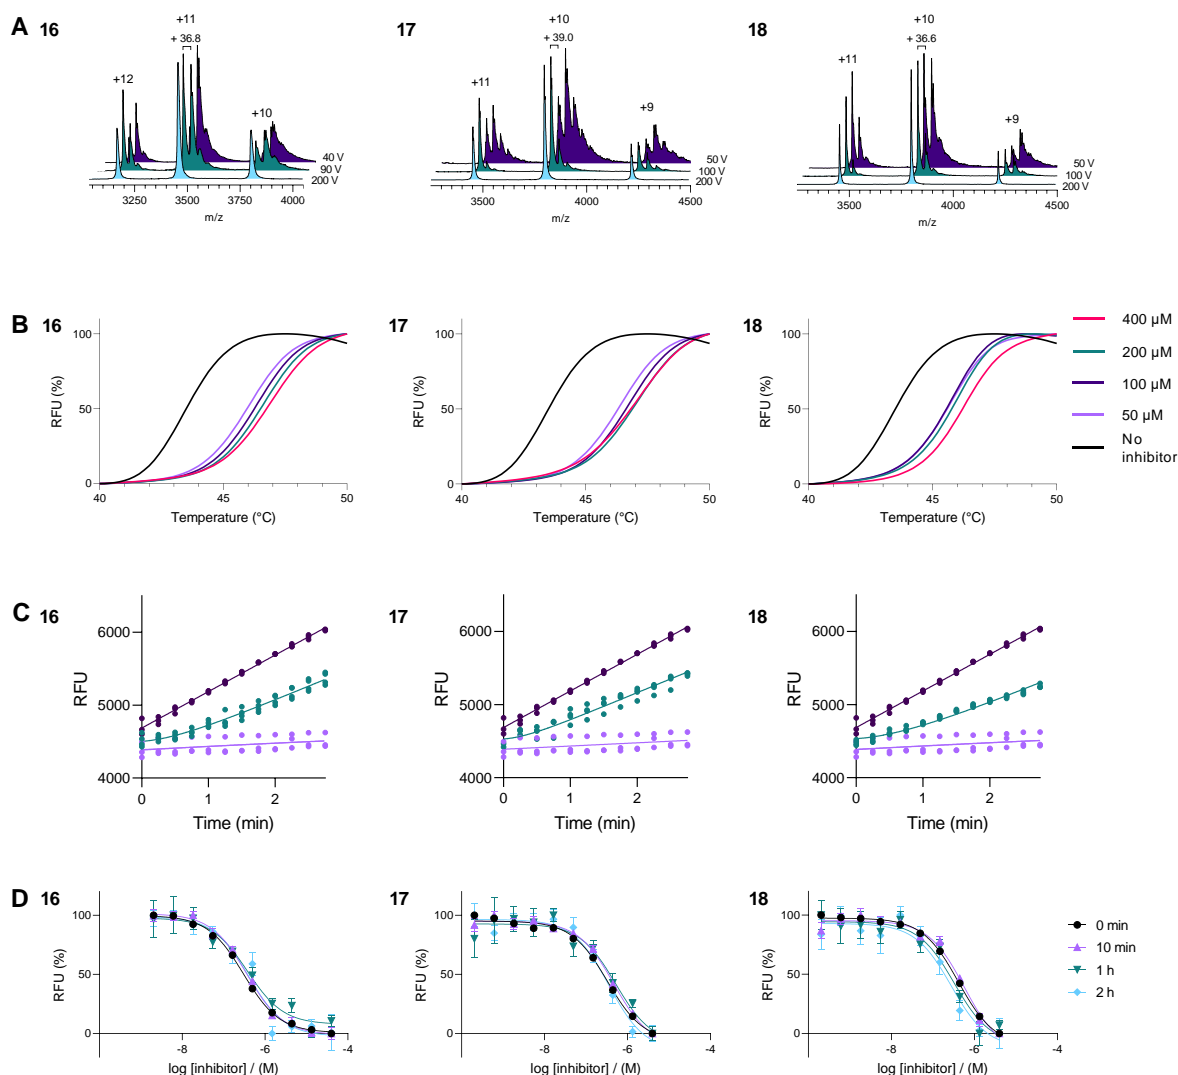 A 16 17 18
+11 +10 +10
+ 36.8 + 39.0 + 36.6
+12 +11 +11
+10 +9 +9
40 V 50 V 50 V
90 V 100 V 100 V
200 V 200 V 200 V
3250 3500 3750 4000 3500 4000 4500 3500 4000 4500
m/z m/z m/z
B 16 17 18
100 100 100
RFU (%) RFU (%) RFU (%)
50 50 50
0 0 0
40 45 50 40 45 50 40 45 50
Temperature (°C) Temperature (°C) Temperature (°C)
400 µM
200 µM
100 µM
50 µM
No
inhibitor
C 16 17 18
6000 6000 6000
RFU RFU RFU
5000 5000 5000
4000 4000 4000
0 1 2 0 1 2 0 1 2
Time (min) Time (min) Time (min)
D 16 17 18
100 100 100
RFU (%) RFU (%) RFU (%)
50 50 50
0 0 0
-8 -6 -4 -8 -6 -4 -8 -6 -4
log [inhibitor] / (M) log [inhibitor] / (M) log [inhibitor] / (M)
0 min
10 min
1 h
2 h